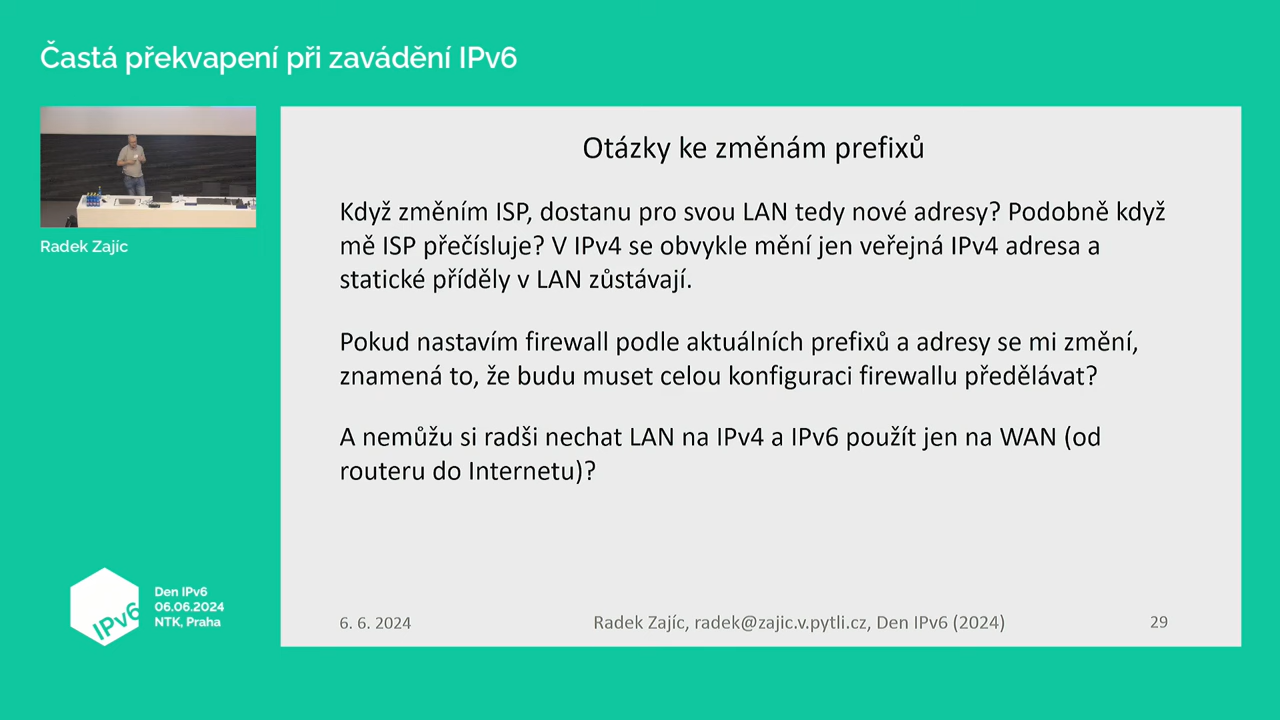 Častá překvapení při zavádění IPv6
Radek Zajíc
Otázky ke změnám prefixů
Když změním ISP, dostanu pro svou LAN tedy nové adresy? Podobně když
mě ISP přečísluje? V IPv4 se obvykle mění jen veřejná IPv4 adresa a
statické příděly v LAN zůstávají.
Pokud nastavím firewall podle aktuálních prefixů a adresy se mi změní,
znamená to, že budu muset celou konfiguraci firewallu předělávat?
A nemůžu si radši nechat LAN na IPv4 a IPv6 použít jen na WAN (od
routeru do Internetu)?
6. 6. 2024
Radek Zajíc, radek@zajic.v.pytli.cz, Den IPv6 (2024)
29
IPv6
Den IPv6
06.06.2024
NTK, Praha